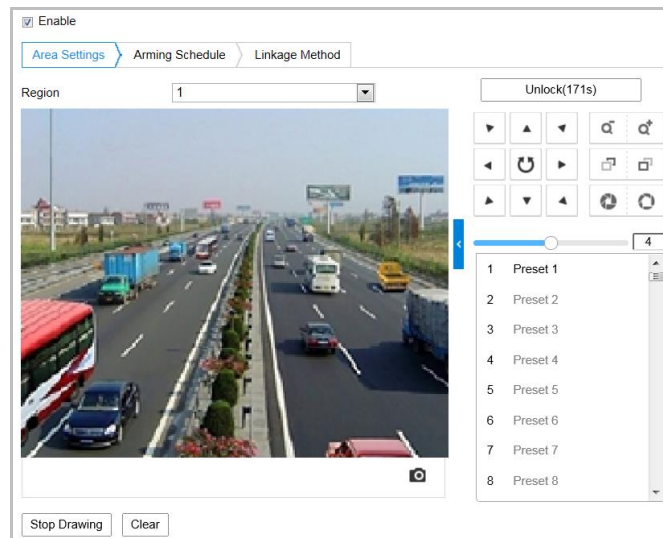 Enable
Area Settings
Arming Schedule
Linkage Method
Region
1
Unlock(171s)
4
1 Preset 1
2 Preset 2
3 Preset 3
4 Preset 4
5 Preset 5
6 Preset 6
7 Preset 7
8 Preset 8
Stop Drawing
Clear